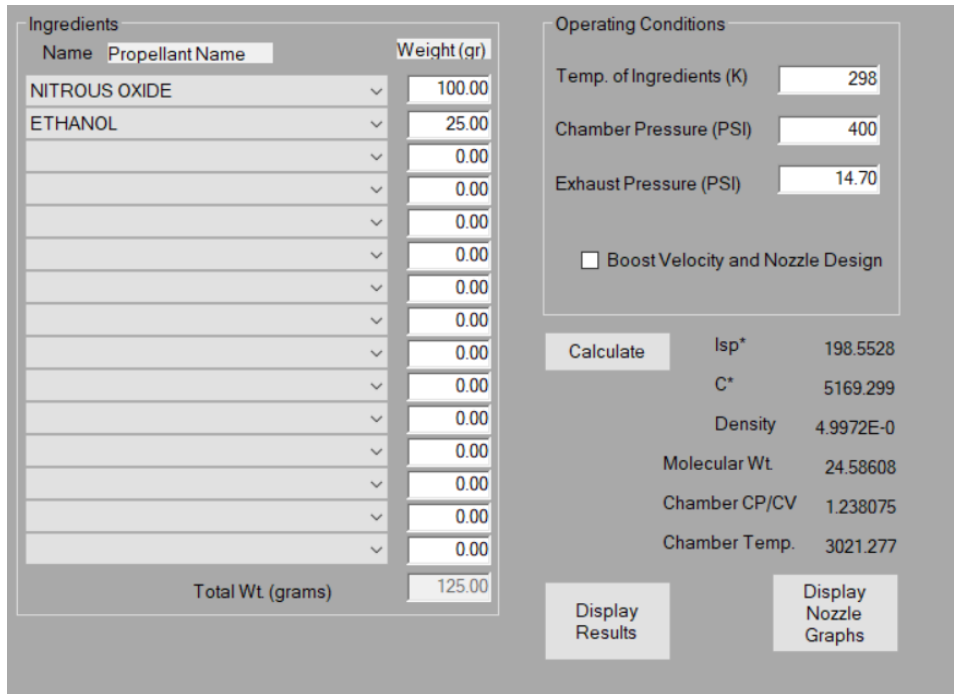 Ingredients
Name Propellant Name Weight (gr)
NITROUS OXIDE 100.00
ETHANOL 25.00
0.00
0.00
0.00
0.00
0.00
0.00
0.00
0.00
0.00
0.00
0.00
0.00
0.00
Total Wt. (grams) 125.00
Operating Conditions
Temp. of Ingredients (K) 298
Chamber Pressure (PSI) 400
Exhaust Pressure (PSI) 14.70
Boost Velocity and Nozzle Design
Calculate
Isp* 198.5528
C* 5169.299
Density 4.9972E-0
Molecular Wt. 24.58608
Chamber CP/CV 1.238075
Chamber Temp. 3021.277
Display
Results
Display
Nozzle
Graphs